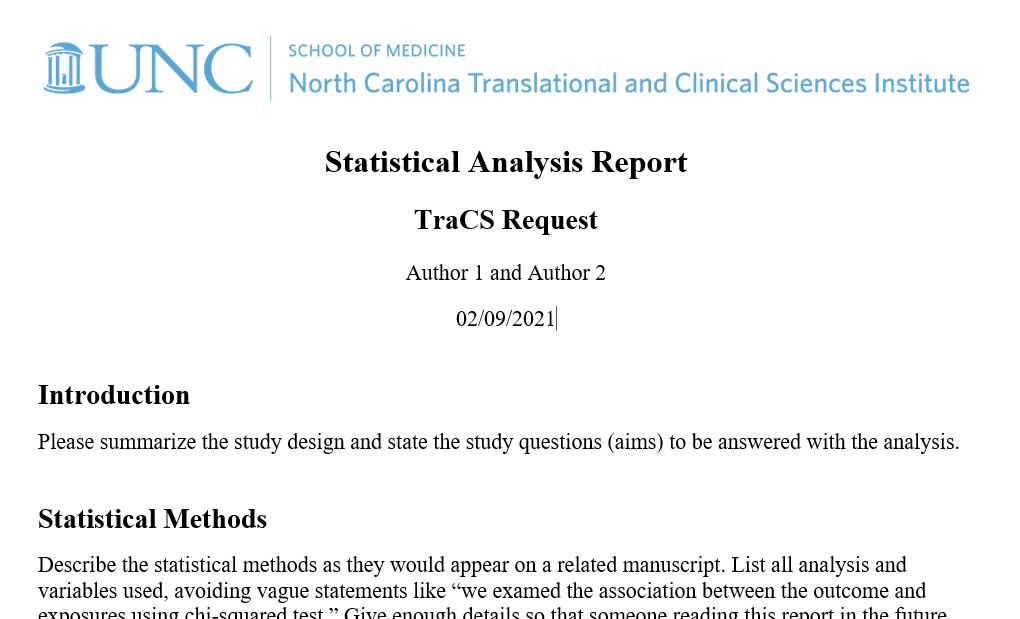 UNC
SCHOOL OF MEDICINE
North Carolina Translational and Clinical Sciences Institute
Statistical Analysis Report
TraCS Request
Author 1 and Author 2
02/09/2021
Introduction
Please summarize the study design and state the study questions (aims) to be answered with the analysis.
Statistical Methods
Describe the statistical methods as they would appear on a related manuscript. List all analysis and
variables used, avoiding vague statements like “we examined the association between the outcome and
exposures using chi-squared test.” Give enough details so that someone reading this report in the future